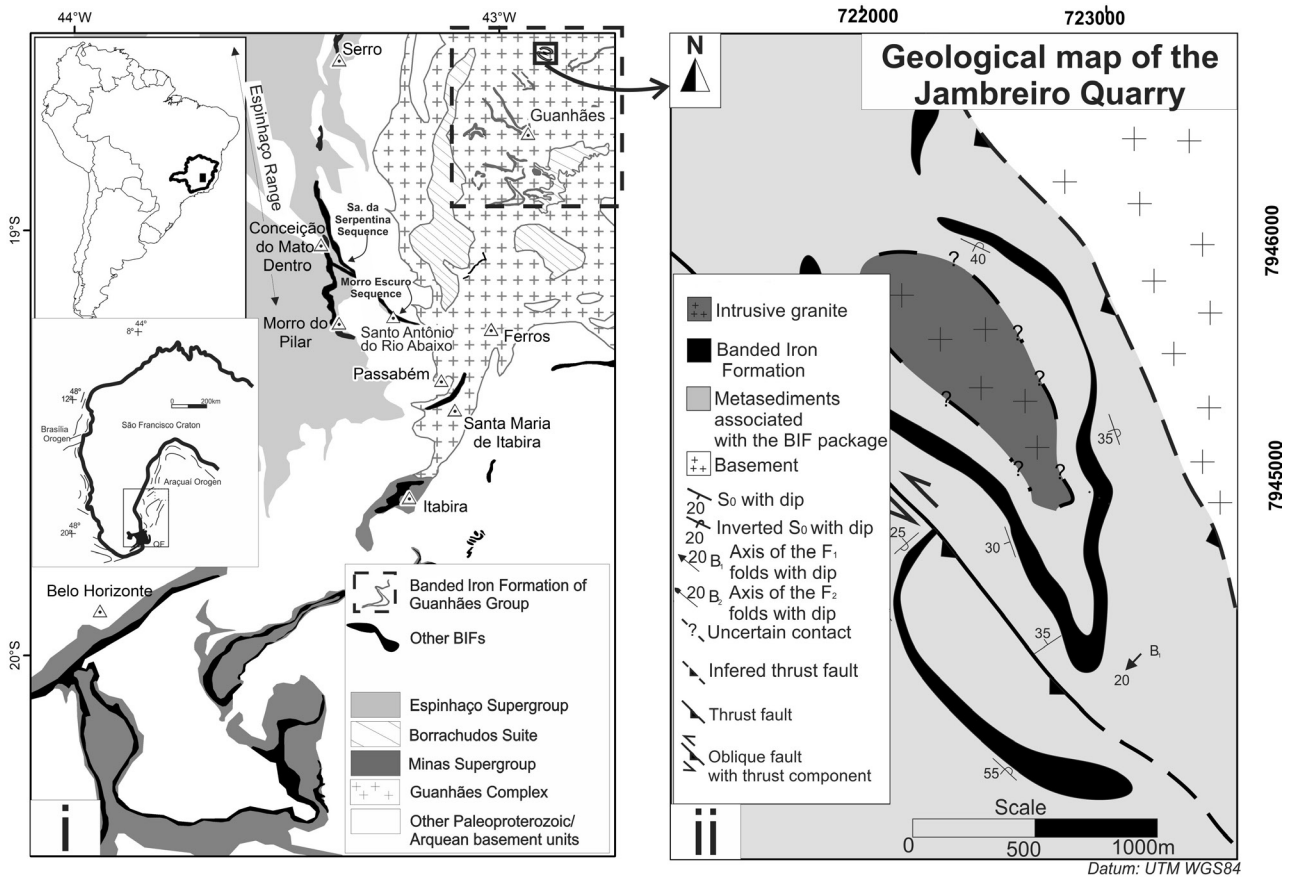 44°W
43°W
Serro
Espinhaço Range
Guanhães
19°S
Sa. da
Serpentina
Sequence
Conceição
do Mato
Dentro
Morro Escuro
Sequence
Morro do
Pilar
Santo Antônio
do Rio Abaixo
Ferros
Passabém
Santa Maria
de Itabira
Itabira
44°
8°
48°
12°
0 200km
Brasília
Orogen
São Francisco Craton
Araçuaí Orogen
48°
20°
QF
Belo Horizonte
20°S
Banded Iron Formation of
Guanhães Group
Other BIFs
Espinhaço Supergroup
Borrachudos Suite
Minas Supergroup
Guanhães Complex
Other Paleoproterozoic/
Arquean basement units
i
722000
723000
N
Geological map of the
Jambreiro Quarry
7946000
7945000
40
?
?
?
?
?
?
35
25
30
35
B₁
20
55
Intrusive granite
Banded Iron
Formation
Metasediments
associated
with the BIF package
Basement
20 S₀ with dip
20 Inverted S₀ with dip
20 B₁ Axis of the F₁
folds with dip
20 B₂ Axis of the F₂
folds with dip
? Uncertain contact
Infered thrust fault
Thrust fault
Oblique fault
with thrust component
ii
Scale
0 500 1000m
Datum: UTM WGS84